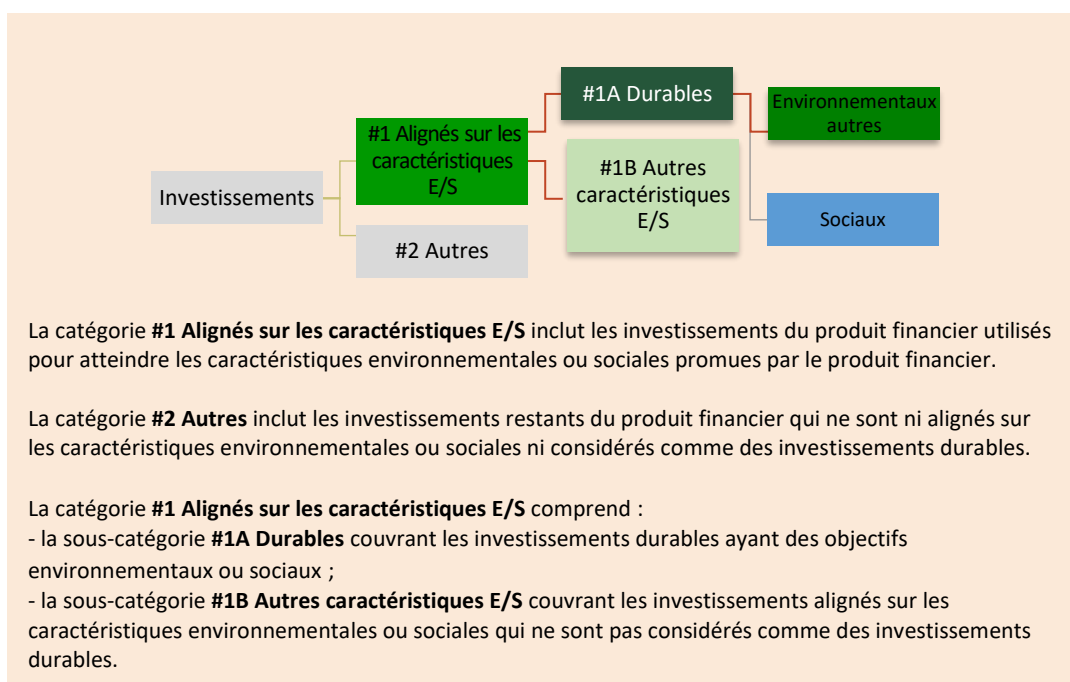 #1A Durables
Environnementaux
autres
#1 Alignés sur les
caractéristiques
E/S
#1B Autres
caractéristiques
E/S
Investissements
Sociaux
#2 Autres
La catégorie #1 Alignés sur les caractéristiques E/S inclut les investissements du produit financier utilisés
pour atteindre les caractéristiques environnementales ou sociales promues par le produit financier.
La catégorie #2 Autres inclut les investissements restants du produit financier qui ne sont ni alignés sur
les caractéristiques environnementales ou sociales ni considérés comme des investissements durables.
La catégorie #1 Alignés sur les caractéristiques E/S comprend :
- la sous-catégorie #1A Durables couvrant les investissements durables ayant des objectifs
environnementaux ou sociaux ;
- la sous-catégorie #1B Autres caractéristiques E/S couvrant les investissements alignés sur les
caractéristiques environnementales ou sociales qui ne sont pas considérés comme des investissements
durables.